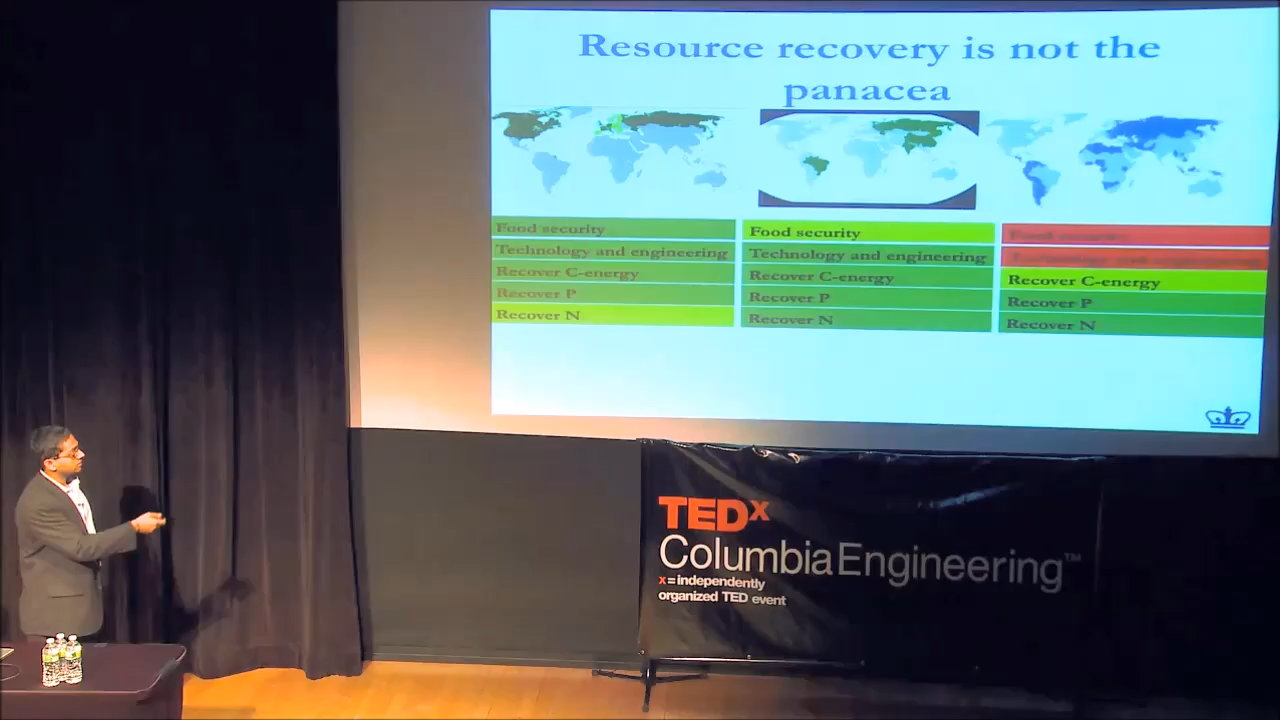 Resource recovery is not the
panacea
Food security
Technology and engineering
Recover C-energy
Recover P
Recover N
Food security
Technology and engineering
Recover C-energy
Recover P
Recover N
Recover C-energy
Recover P
Recover N
TEDx
ColumbiaEngineering™
x = independently
organized TED event